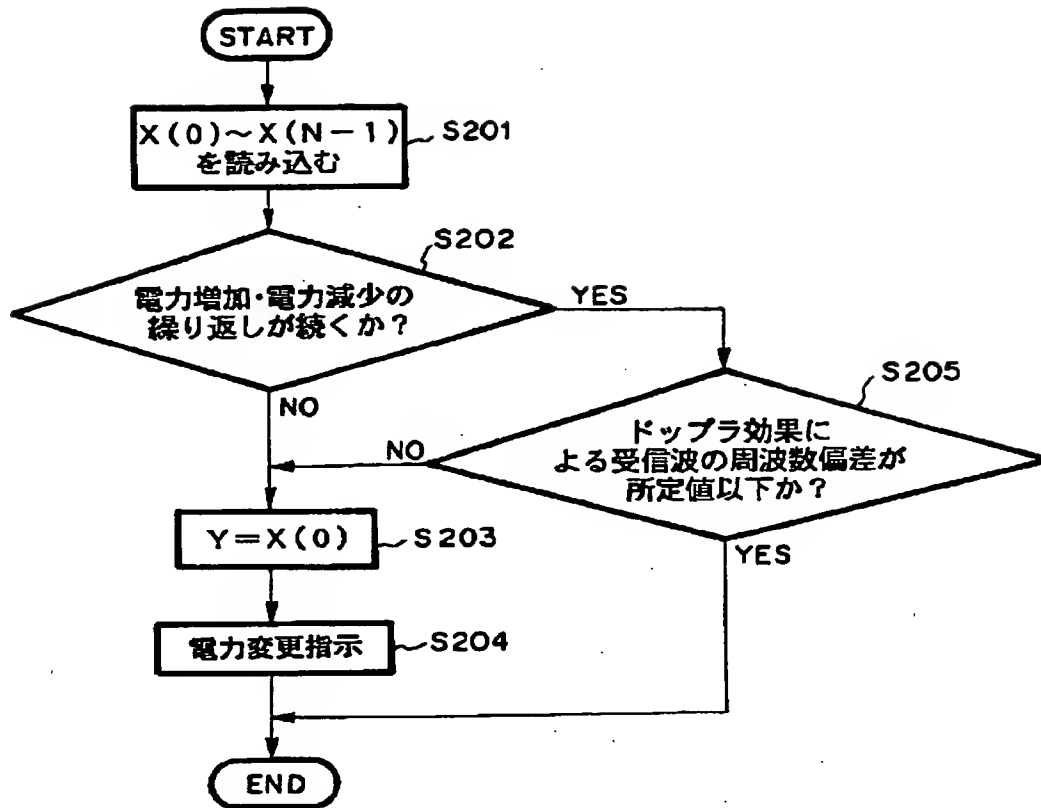 START
X(0)～X(N－1)
を読み込む
S201
S202
電力増加・電力減少の
繰り返しが続くか？
YES
NO
S205
ドップラ効果に
よる受信波の周波数偏差が
所定値以下か？
NO
YES
Y＝X(0)
S203
電力変更指示
S204
END